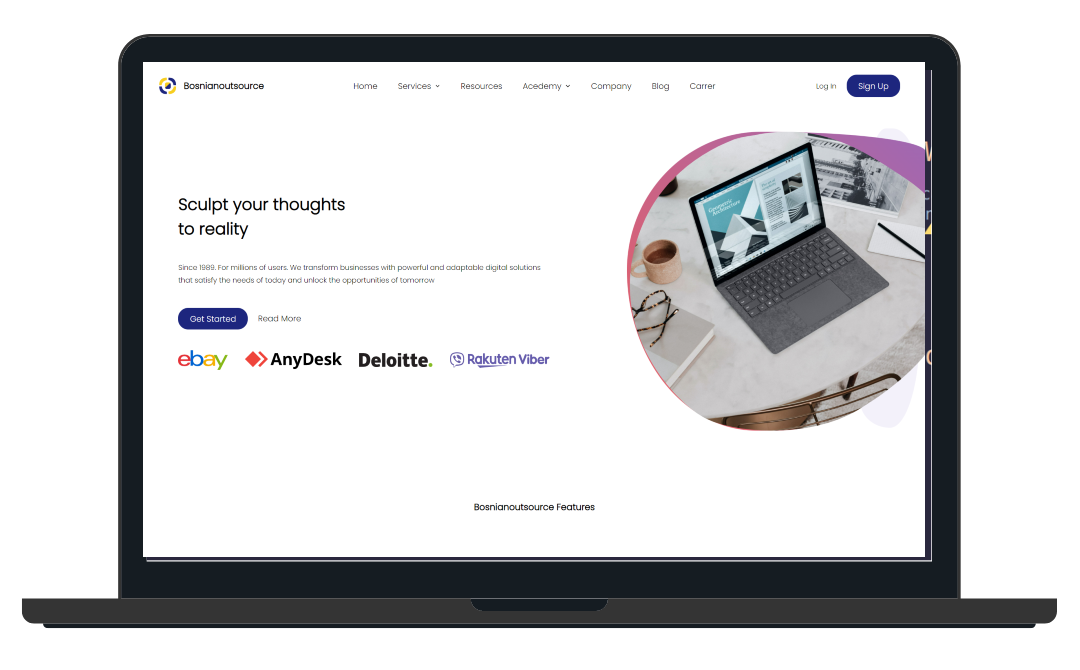 Bosnianoutsource
Home Services Resources Acedemy Company Blog Carrer
Log In Sign Up
Sculpt your thoughts
to reality
Since 1989. For millions of users. We transform businesses with powerful and adaptable digital solutions
that satisfy the needs of today and unlock the opportunities of tomorrow
Get Started Read More
ebay AnyDesk Deloitte. Rakuten Viber
Geometric
Architecture
Bosnianoutsource Features